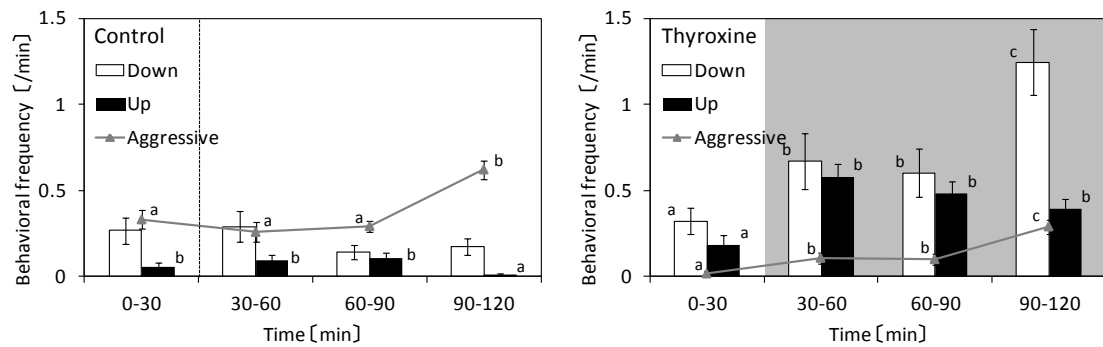 Behavioral frequency〔/min〕
1.5
1
0.5
0
Control
Down
Up
Aggressive
a
b
a
b
a
b
b
a
0-30
30-60
60-90
90-120
Time〔min〕
Behavioral frequency〔/min〕
1.5
1
0.5
0
Thyroxine
Down
Up
Aggressive
a
a
a
b
b
b
b
b
b
c
b
c
0-30
30-60
60-90
90-120
Time〔min〕